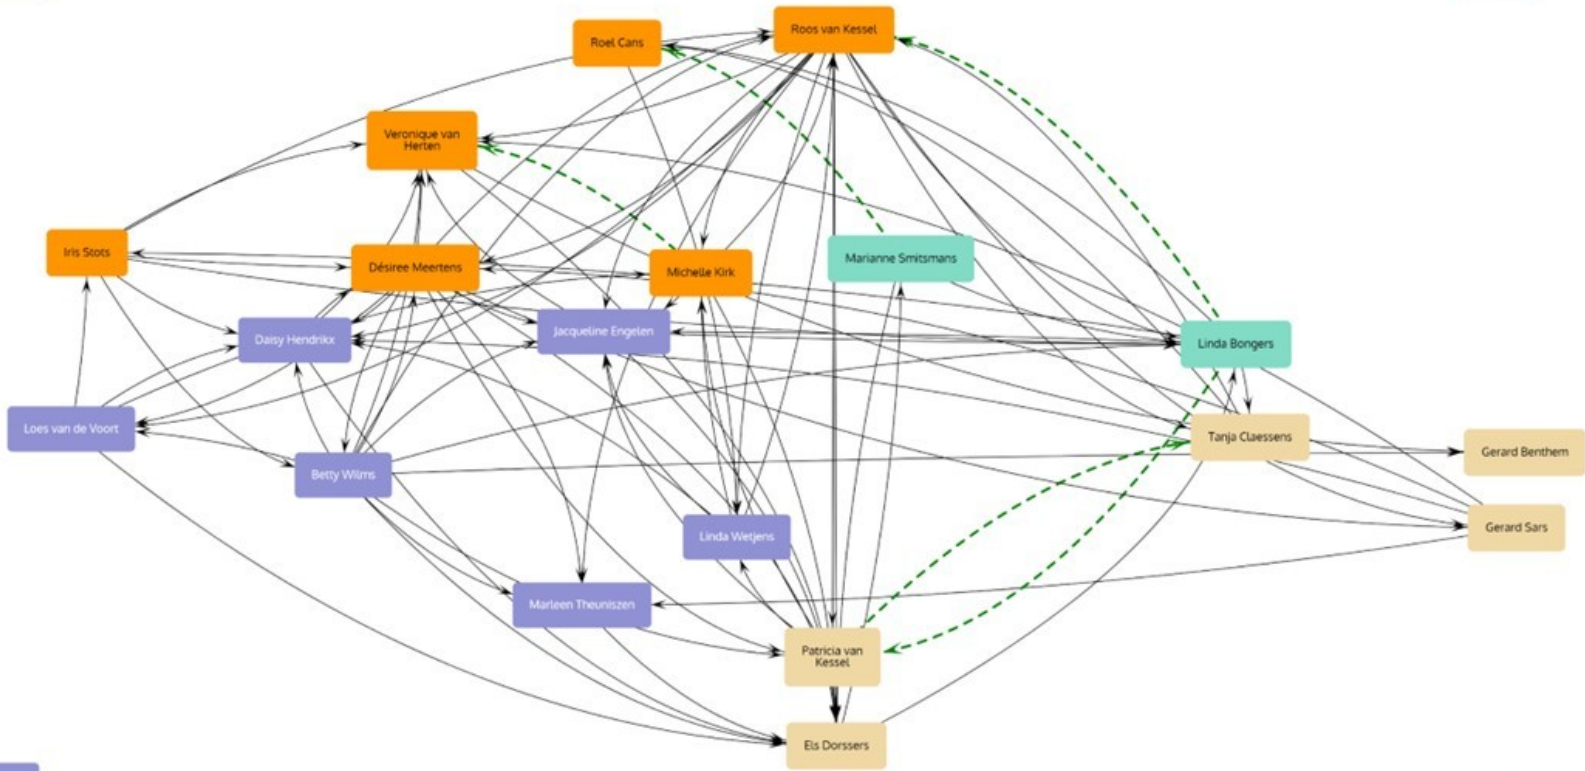 Roel Cans
Roos van Kessel
Veronique van
Herten
Iris Stots
Désiree Meertens
Michelle Kirk
Marianne Smitsmans
Daisy Hendrikx
Jacqueline Engelen
Linda Bongers
Loes van de Voort
Tanja Claessens
Gerard Benthem
Betty Wilms
Linda Wetjens
Gerard Sars
Marleen Theuniszen
Patricia van
Kessel
Els Dorssers